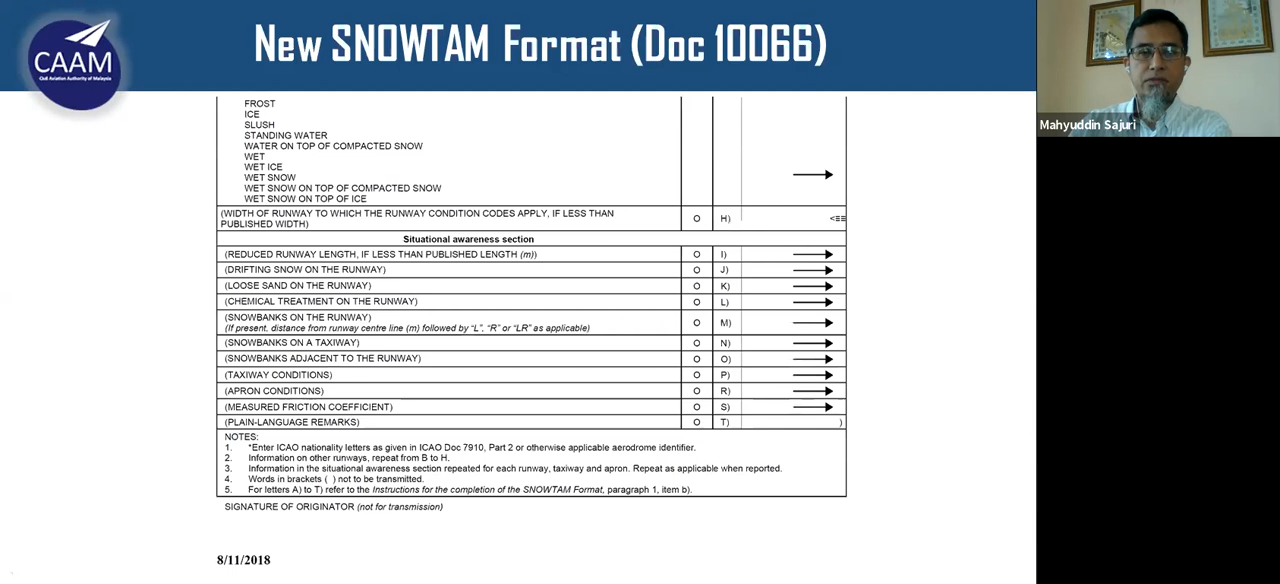 New SNOWTAM Format (Doc 10066)
CAAM
Civil Aviation Authority of Malaysia
Mahyuddin Sajuri
FROST
ICE
SLUSH
STANDING WATER
WATER ON TOP OF COMPACTED SNOW
WET
WET ICE
WET SNOW
WET SNOW ON TOP OF COMPACTED SNOW
WET SNOW ON TOP OF ICE
(WIDTH OF RUNWAY TO WHICH THE RUNWAY CONDITION CODES APPLY, IF LESS THAN
PUBLISHED WIDTH) O H) <≡≡
Situational awareness section
(REDUCED RUNWAY LENGTH, IF LESS THAN PUBLISHED LENGTH (m)) O I)
(DRIFTING SNOW ON THE RUNWAY) O J)
(LOOSE SAND ON THE RUNWAY) O K)
(CHEMICAL TREATMENT ON THE RUNWAY) O L)
(SNOWBANKS ON THE RUNWAY)
(If present, distance from runway centre line (m) followed by "L", "R" or "LR" as applicable) O M)
(SNOWBANKS ON A TAXIWAY) O N)
(SNOWBANKS ADJACENT TO THE RUNWAY) O O)
(TAXIWAY CONDITIONS) O P)
(APRON CONDITIONS) O R)
(MEASURED FRICTION COEFFICIENT) O S)
(PLAIN-LANGUAGE REMARKS) O T) )
NOTES:
1. *Enter ICAO nationality letters as given in ICAO Doc 7910, Part 2 or otherwise applicable aerodrome identifier.
2. Information on other runways, repeat from B to H.
3. Information in the situational awareness section repeated for each runway, taxiway and apron. Repeat as applicable when reported.
4. Words in brackets ( ) not to be transmitted.
5. For letters A) to T) refer to the Instructions for the completion of the SNOWTAM Format, paragraph 1, item b).
SIGNATURE OF ORIGINATOR (not for transmission)
8/11/2018